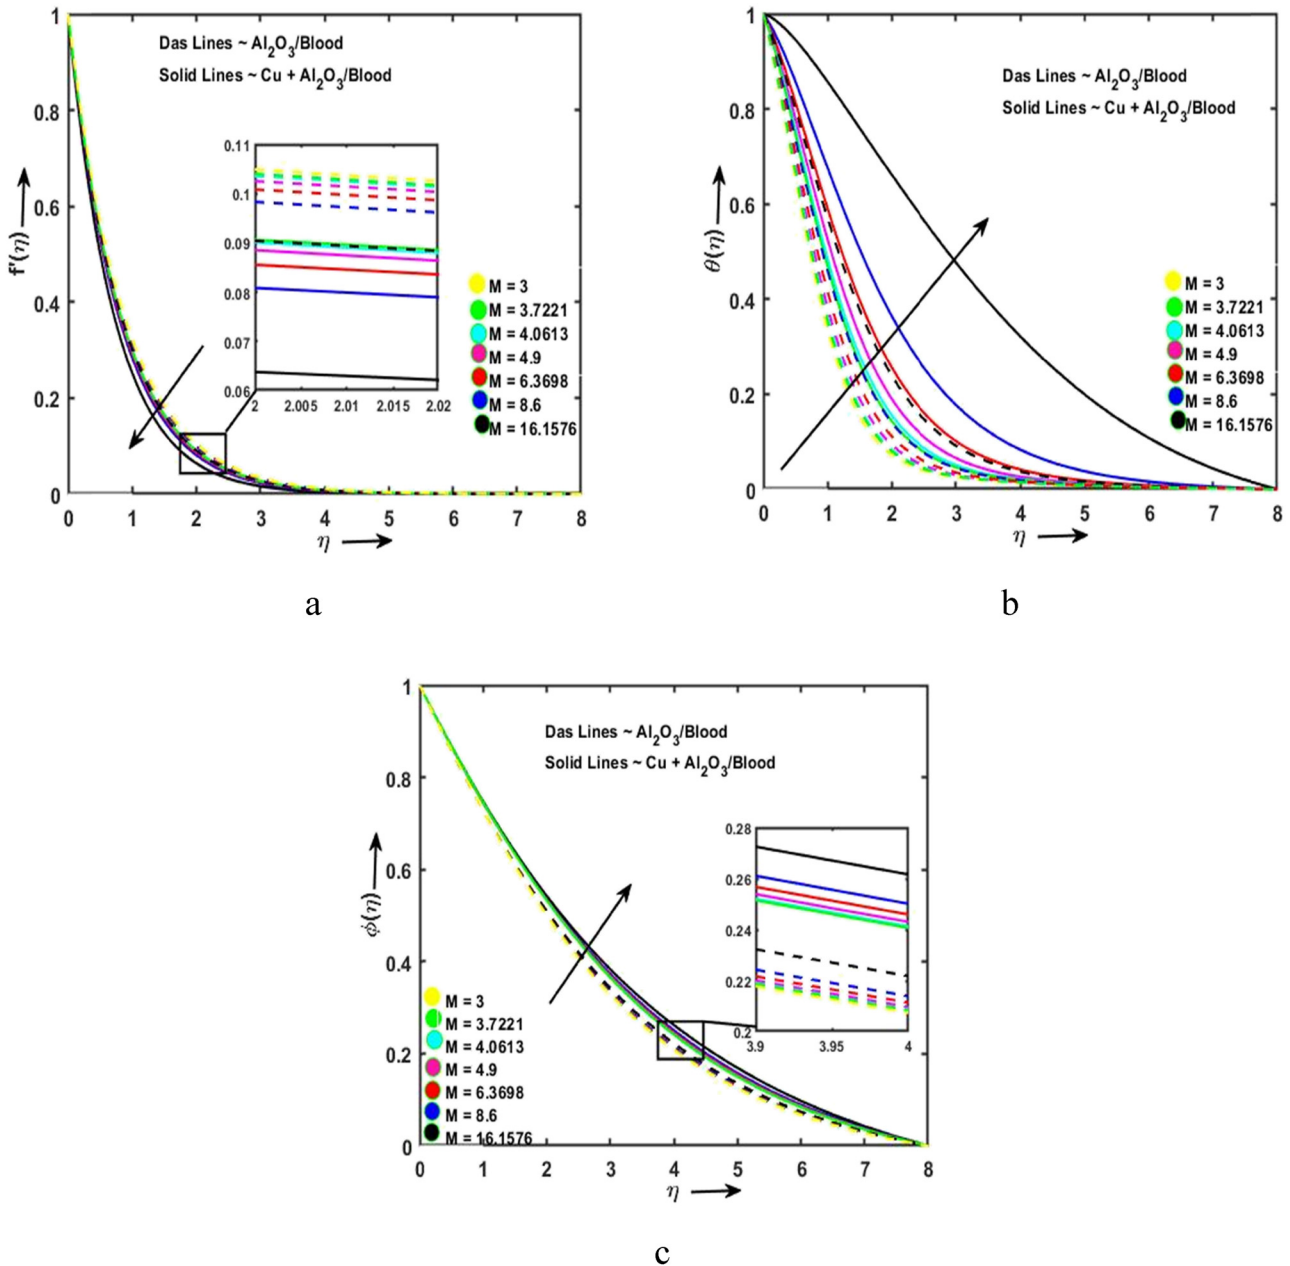 Das Lines ~ Al2O3/Blood
Solid Lines ~ Cu + Al2O3/Blood
f'(η)
1
0.8
0.6
0.4
0.2
0
0 1 2 3 4 5 6 7 8
η
0.11
0.1
0.09
0.08
0.07
0.06
2 2.005 2.01 2.015 2.02
M = 3
M = 3.7221
M = 4.0613
M = 4.9
M = 6.3698
M = 8.6
M = 16.1576
a
Das Lines ~ Al2O3/Blood
Solid Lines ~ Cu + Al2O3/Blood
θ(η)
1
0.8
0.6
0.4
0.2
0
0 1 2 3 4 5 6 7 8
η
M = 3
M = 3.7221
M = 4.0613
M = 4.9
M = 6.3698
M = 8.6
M = 16.1576
b
Das Lines ~ Al2O3/Blood
Solid Lines ~ Cu + Al2O3/Blood
ϕ(η)
1
0.8
0.6
0.4
0.2
0
0 1 2 3 4 5 6 7 8
η
0.28
0.26
0.24
0.22
0.2
3.9 3.95 4
M = 3
M = 3.7221
M = 4.0613
M = 4.9
M = 6.3698
M = 8.6
M = 16.1576
c